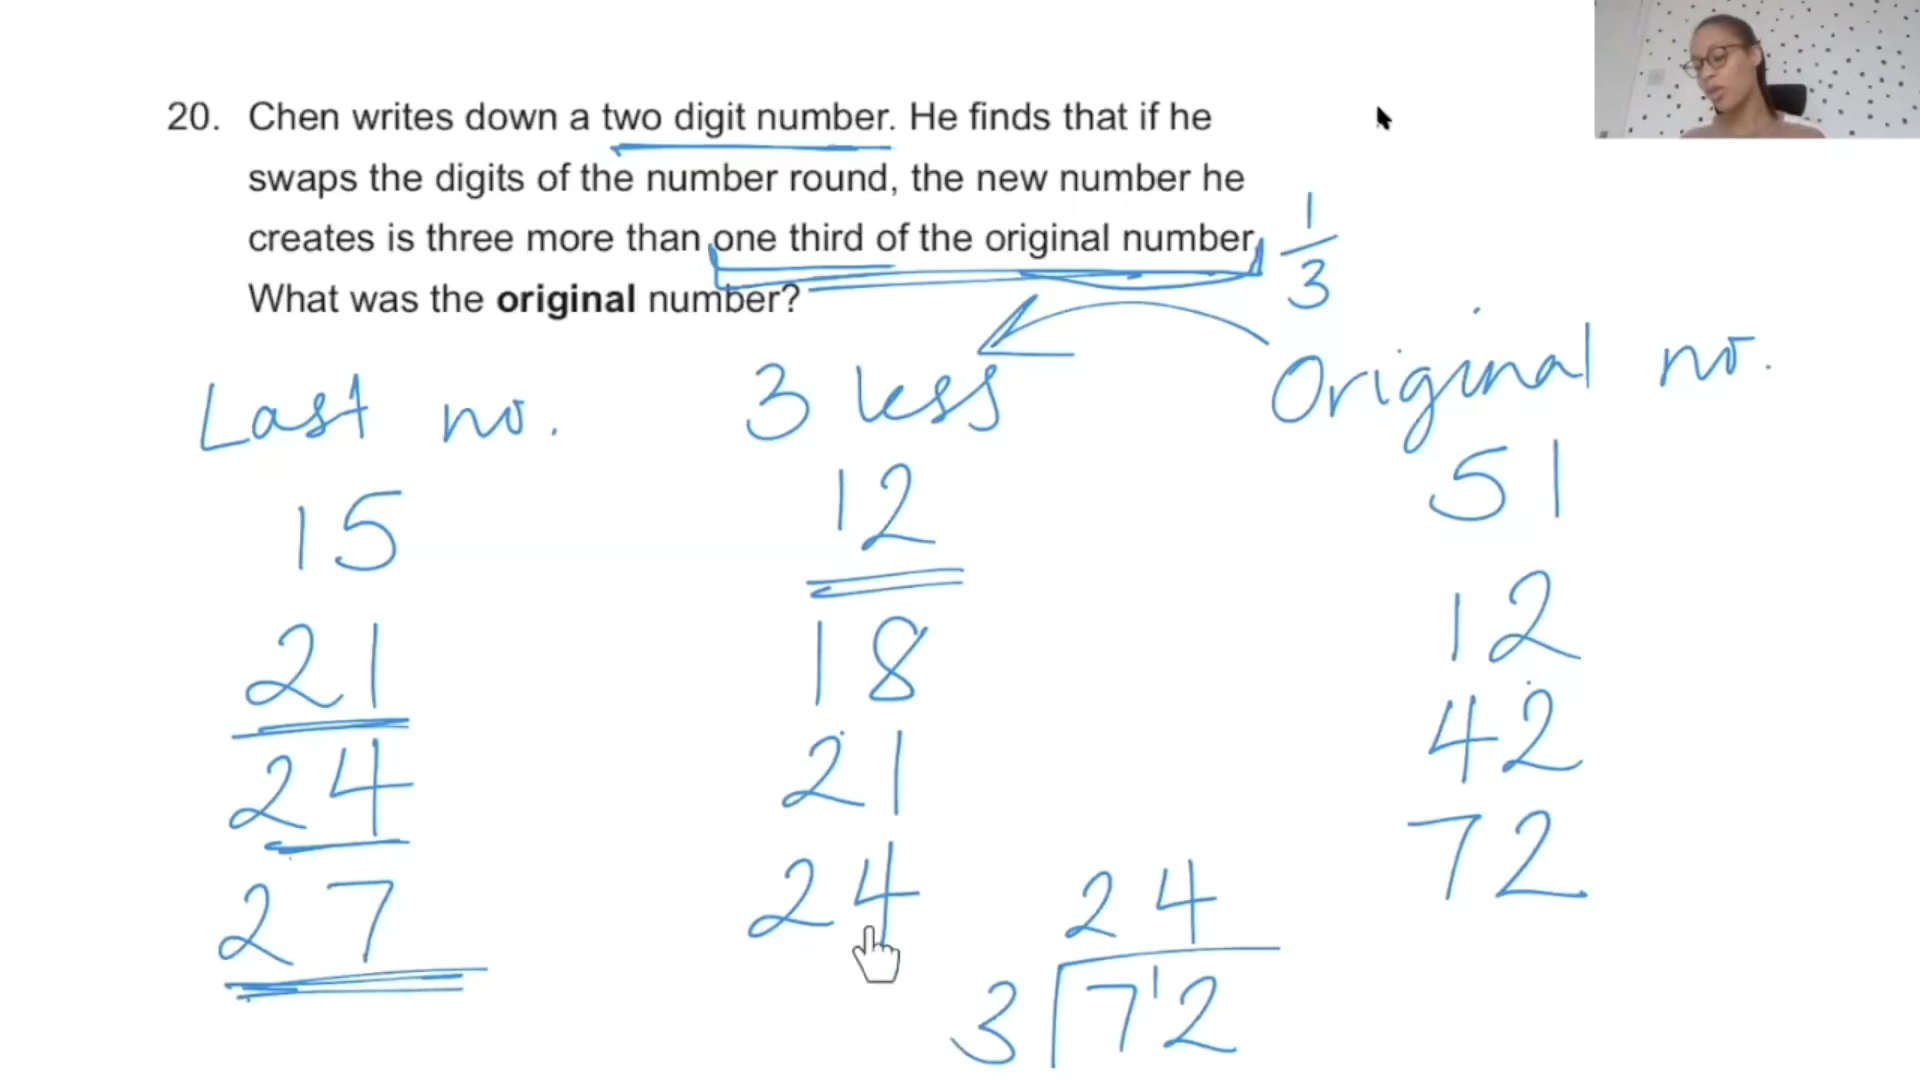 20. Chen writes down a two digit number. He finds that if he
swaps the digits of the number round, the new number he
creates is three more than one third of the original number.
What was the original number?
1
3
Last no. 3 less Original no.
15 12 51
21 18 12
24 21 42
27 24 72
24
3 7 1 2